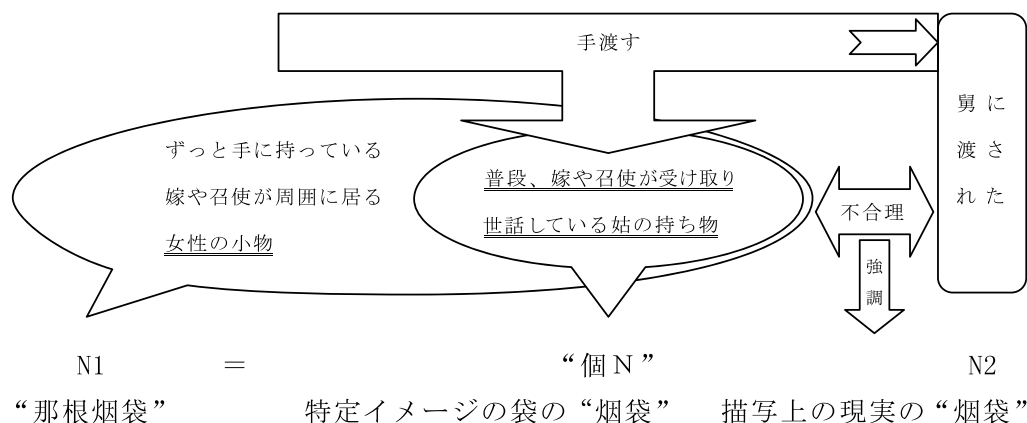 手渡す
ずっと手に持っている
嫁や召使が周囲に居る
女性の小物
普段、嫁や召使が受け取り
世話している姑の持ち物
不合理
強調
舅に
渡さ
れた
N1 = “個N” N2
“那根烟袋” 特定イメージの袋の“烟袋” 描写上の現実の“烟袋”